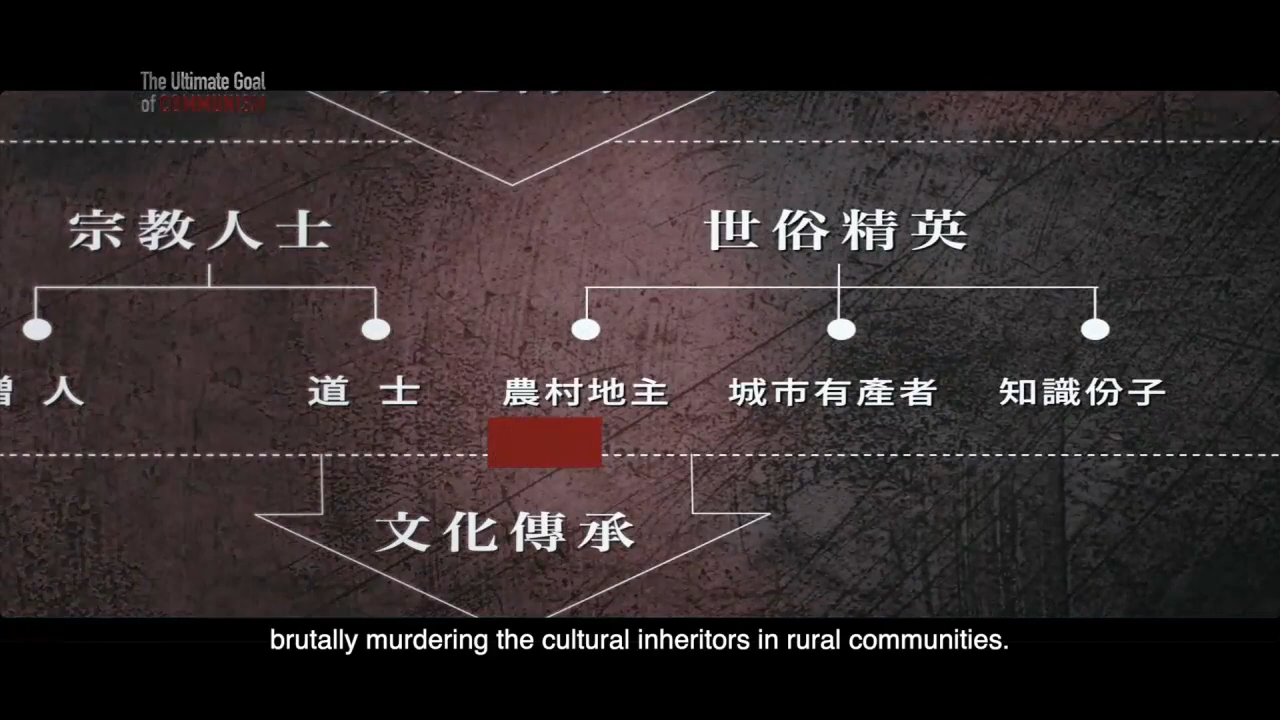 The Ultimate Goal
of COMMUNISM
宗教人士
世俗精英
人
道士
農村地主
城市有產者
知識份子
文化傳承
brutally murdering the cultural inheritors in rural communities.